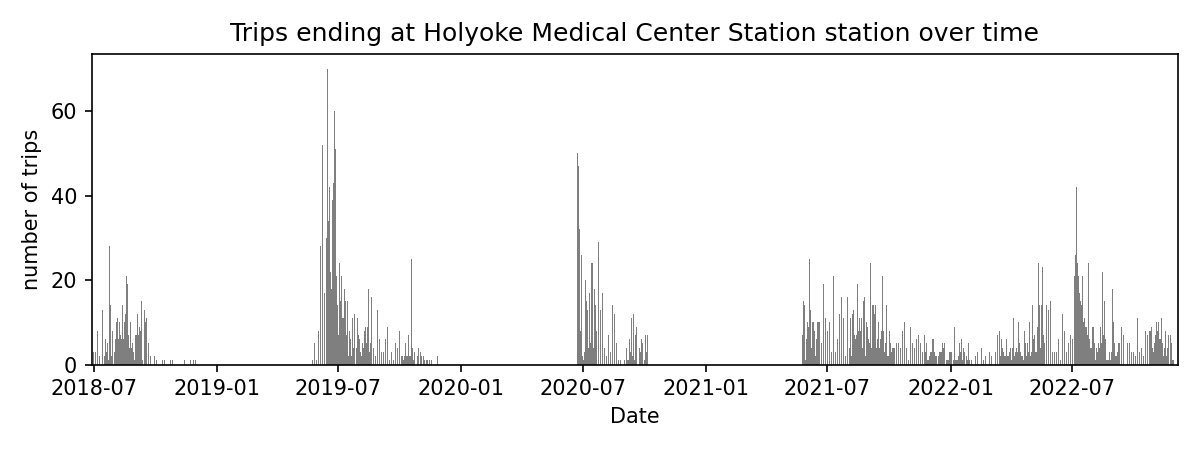 Trips ending at Holyoke Medical Center Station station over time
number of trips
60
40
20
0
2018-07 2019-01 2019-07 2020-01 2020-07 2021-01 2021-07 2022-01 2022-07
Date